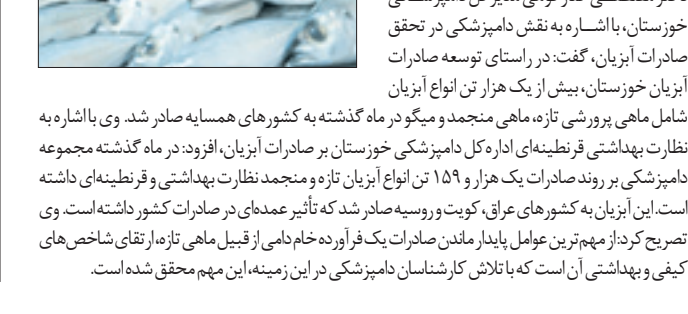 خوزستان، با اشاره به نقش دامپزشکی در تحقق
صادرات آبزیان، گفت: در راستای توسعه صادرات
آبزیان خوزستان، بیش از یک هزار تن انواع آبزیان
شامل ماهی پرورشی تازه، ماهی منجمد و میگو در ماه گذشته به کشورهای همسایه صادر شد. وی با اشاره به
نظارت بهداشتی قرنطینه‌ای اداره کل دامپزشکی خوزستان بر صادرات آبزیان، افزود: در ماه گذشته مجموعه
دامپزشکی بر روند صادرات یک هزار و ۱۵۹ تن انواع آبزیان تازه و منجمد نظارت بهداشتی و قرنطینه‌ای داشته
است. این آبزیان به کشورهای عراق، کویت و روسیه صادر شد که تأثیر عمده‌ای در صادرات کشور داشته است. وی
تصریح کرد: از مهم‌ترین عوامل پایدار ماندن صادرات یک فرآورده خام دامی از قبیل ماهی تازه، ارتقای شاخص‌های
کیفی و بهداشتی آن است که با تلاش کارشناسان دامپزشکی در این زمینه، این مهم محقق شده است.